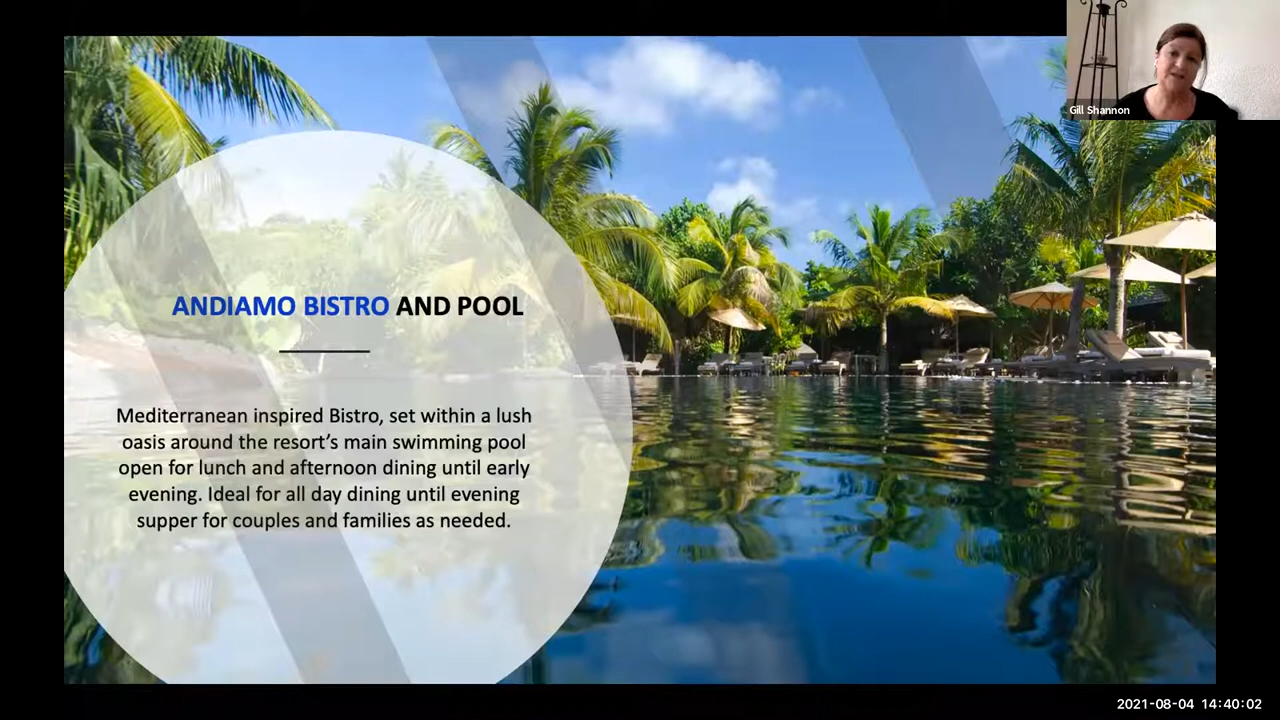 Gill Shannon
ANDIAMO BISTRO AND POOL
Mediterranean inspired Bistro, set within a lush
oasis around the resort's main swimming pool
open for lunch and afternoon dining until early
evening. Ideal for all day dining until evening
supper for couples and families as needed.
2021-08-04 14:40:02